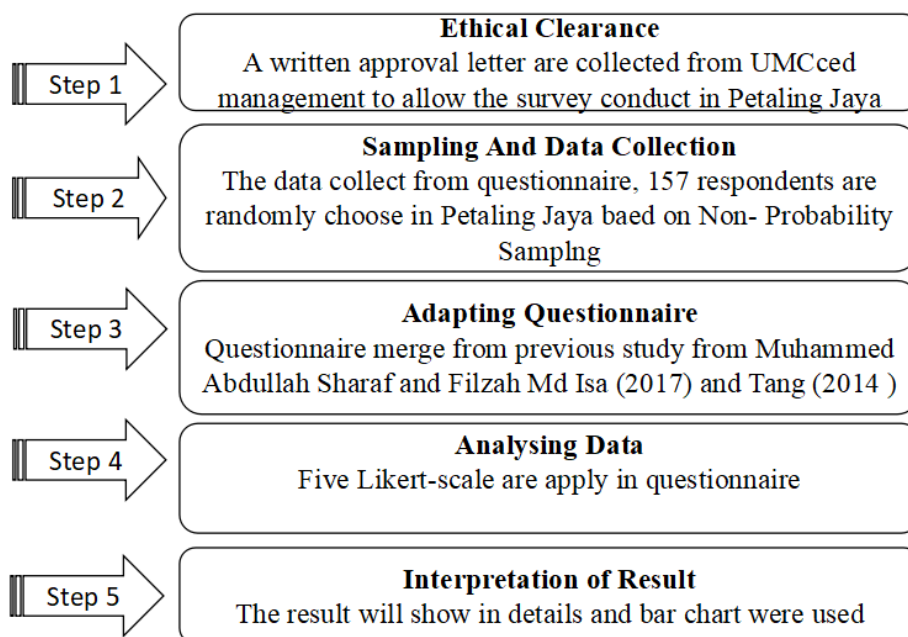 Step 1
Ethical Clearance
A written approval letter are collected from UMCced
management to allow the survey conduct in Petaling Jaya
Step 2
Sampling And Data Collection
The data collect from questionnaire, 157 respondents are
randomly choose in Petaling Jaya baed on Non- Probability
Samplng
Step 3
Adapting Questionnaire
Questionnaire merge from previous study from Muhammed
Abdullah Sharaf and Filzah Md Isa (2017) and Tang (2014 )
Step 4
Analysing Data
Five Likert-scale are apply in questionnaire
Step 5
Interpretation of Result
The result will show in details and bar chart were used